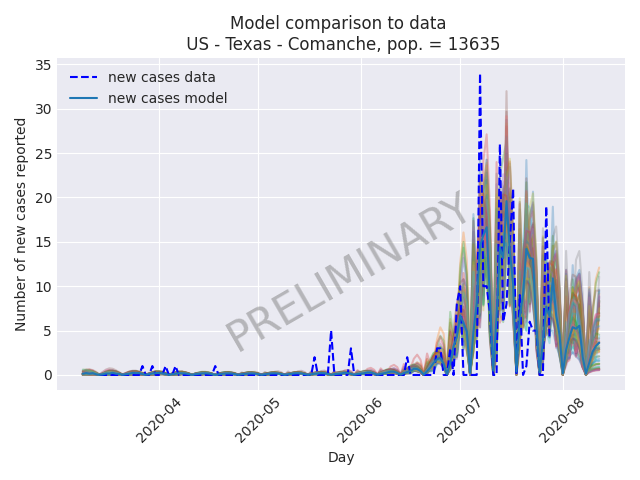 Model comparison to data
US - Texas - Comanche, pop. = 13635
new cases data
new cases model
35
30
25
20
15
10
5
0
Number of new cases reported
PRELIMINARY
2020-04
2020-05
2020-06
2020-07
2020-08
Day